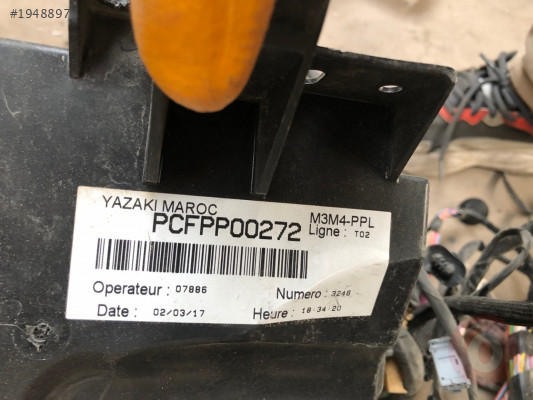 #1948897
YAZAKI MAROC
PCFPP00272
M3M4-PPL
Ligne : T02
Operateur : 07886
Numero : 3248
Date : 02/03/17
Heure : 18:34:20